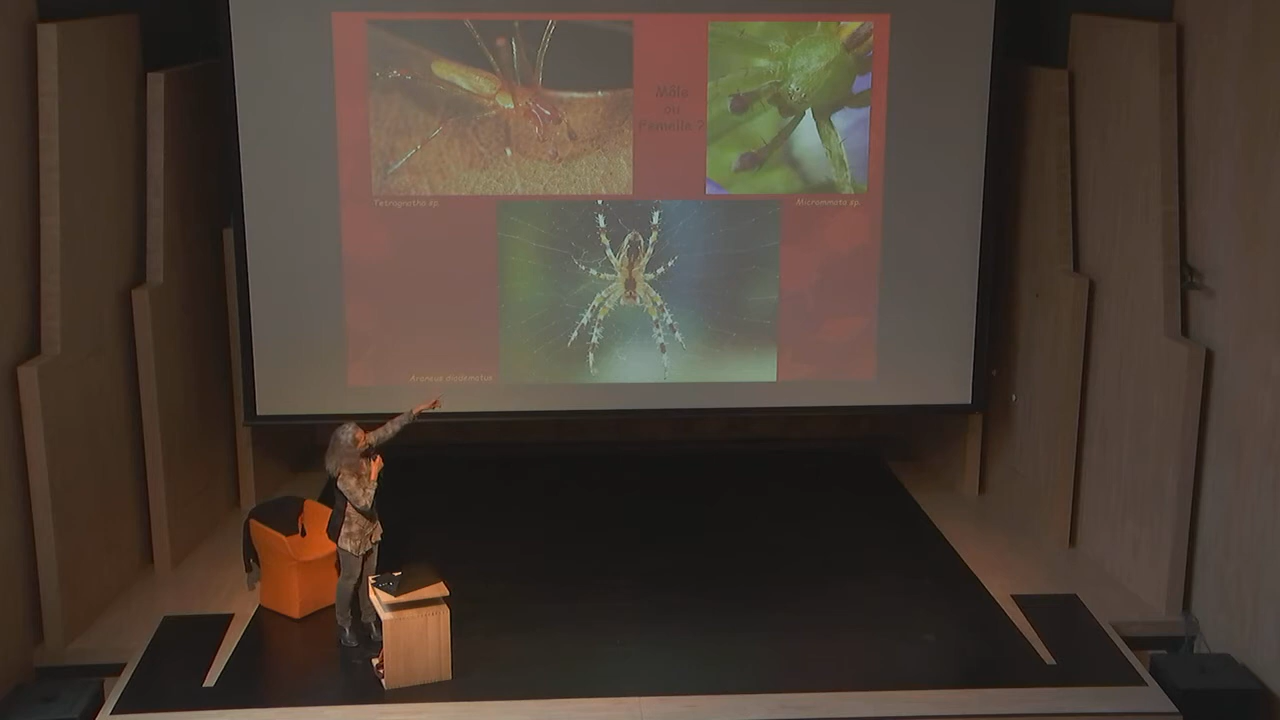 Mâle
ou
Femelle ?
Tetragnatha sp.
Micrommata sp.
Araneus diadematus